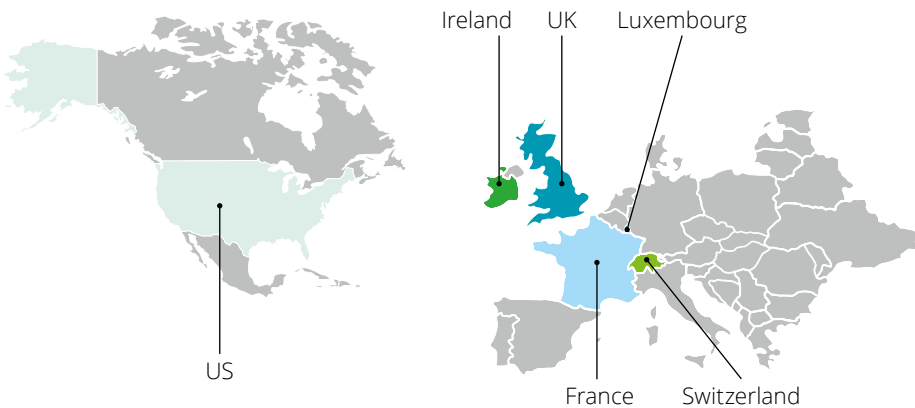 Ireland
UK
Luxembourg
US
France
Switzerland